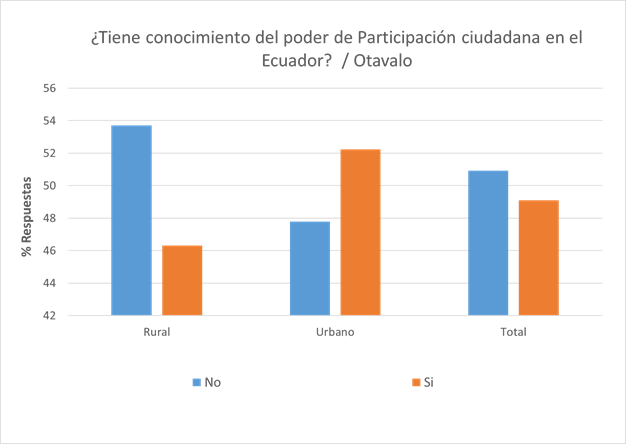 ¿Tiene conocimiento del poder de Participación ciudadana en el
Ecuador?  / Otavalo
% Respuestas
56
54
52
50
48
46
44
42
Rural Urbano Total
No Si